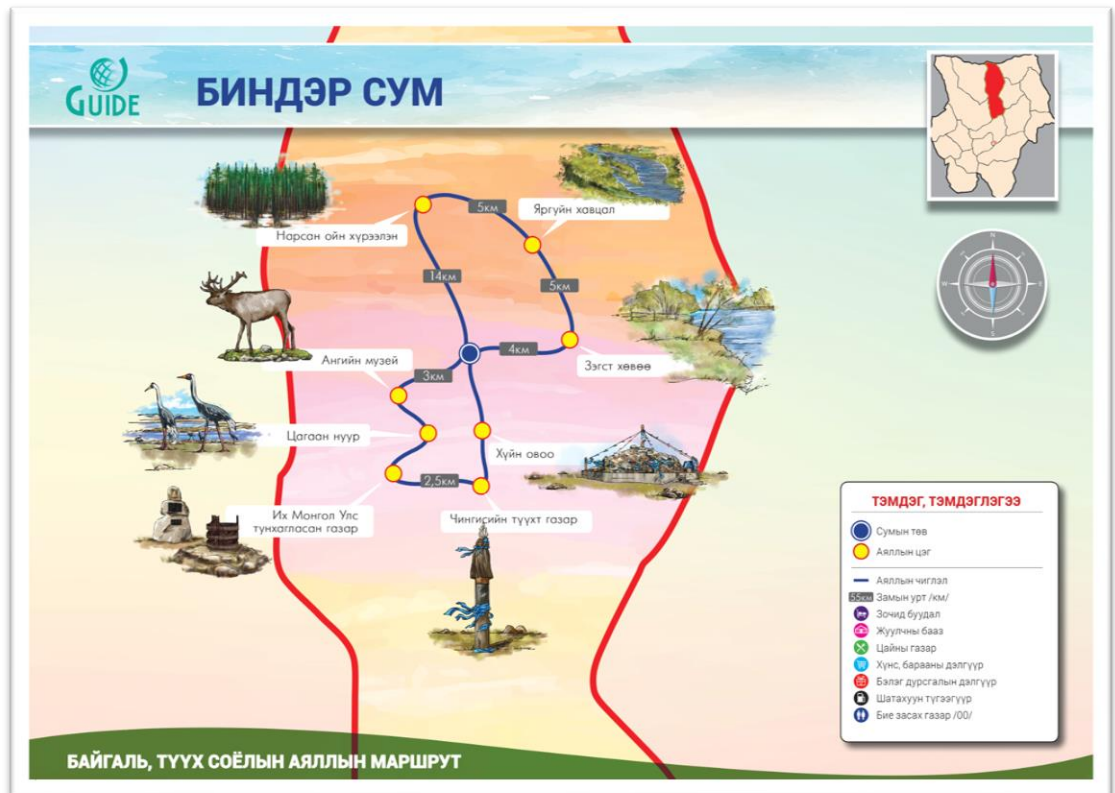 GUIDE
БИНДЭР СУМ
Нарсан ойн хүрээлэн
5км
Яргуйн хавцал
14км
5км
4км
Зэгст хөвөө
Ангийн музей
3км
Цагаан нуур
Хүйн овоо
2,5км
Их Монгол Улс
тунхагласан газар
Чингисийн түүхт газар
N
W
E
S
ТЭМДЭГ, ТЭМДЭГЛЭГЭЭ
Сумын төв
Аяллын цэг
Аяллын чиглэл
55км Замын урт /км/
Зочид буудал
Жуулчны бааз
Цайны газар
Хүнс, барааны дэлгүүр
Бэлэг дурсгалын дэлгүүр
Шатахуун түгээгүүр
Бие засах газар /00/
БАЙГАЛЬ, ТҮҮХ СОЁЛЫН АЯЛЛЫН МАРШРУТ